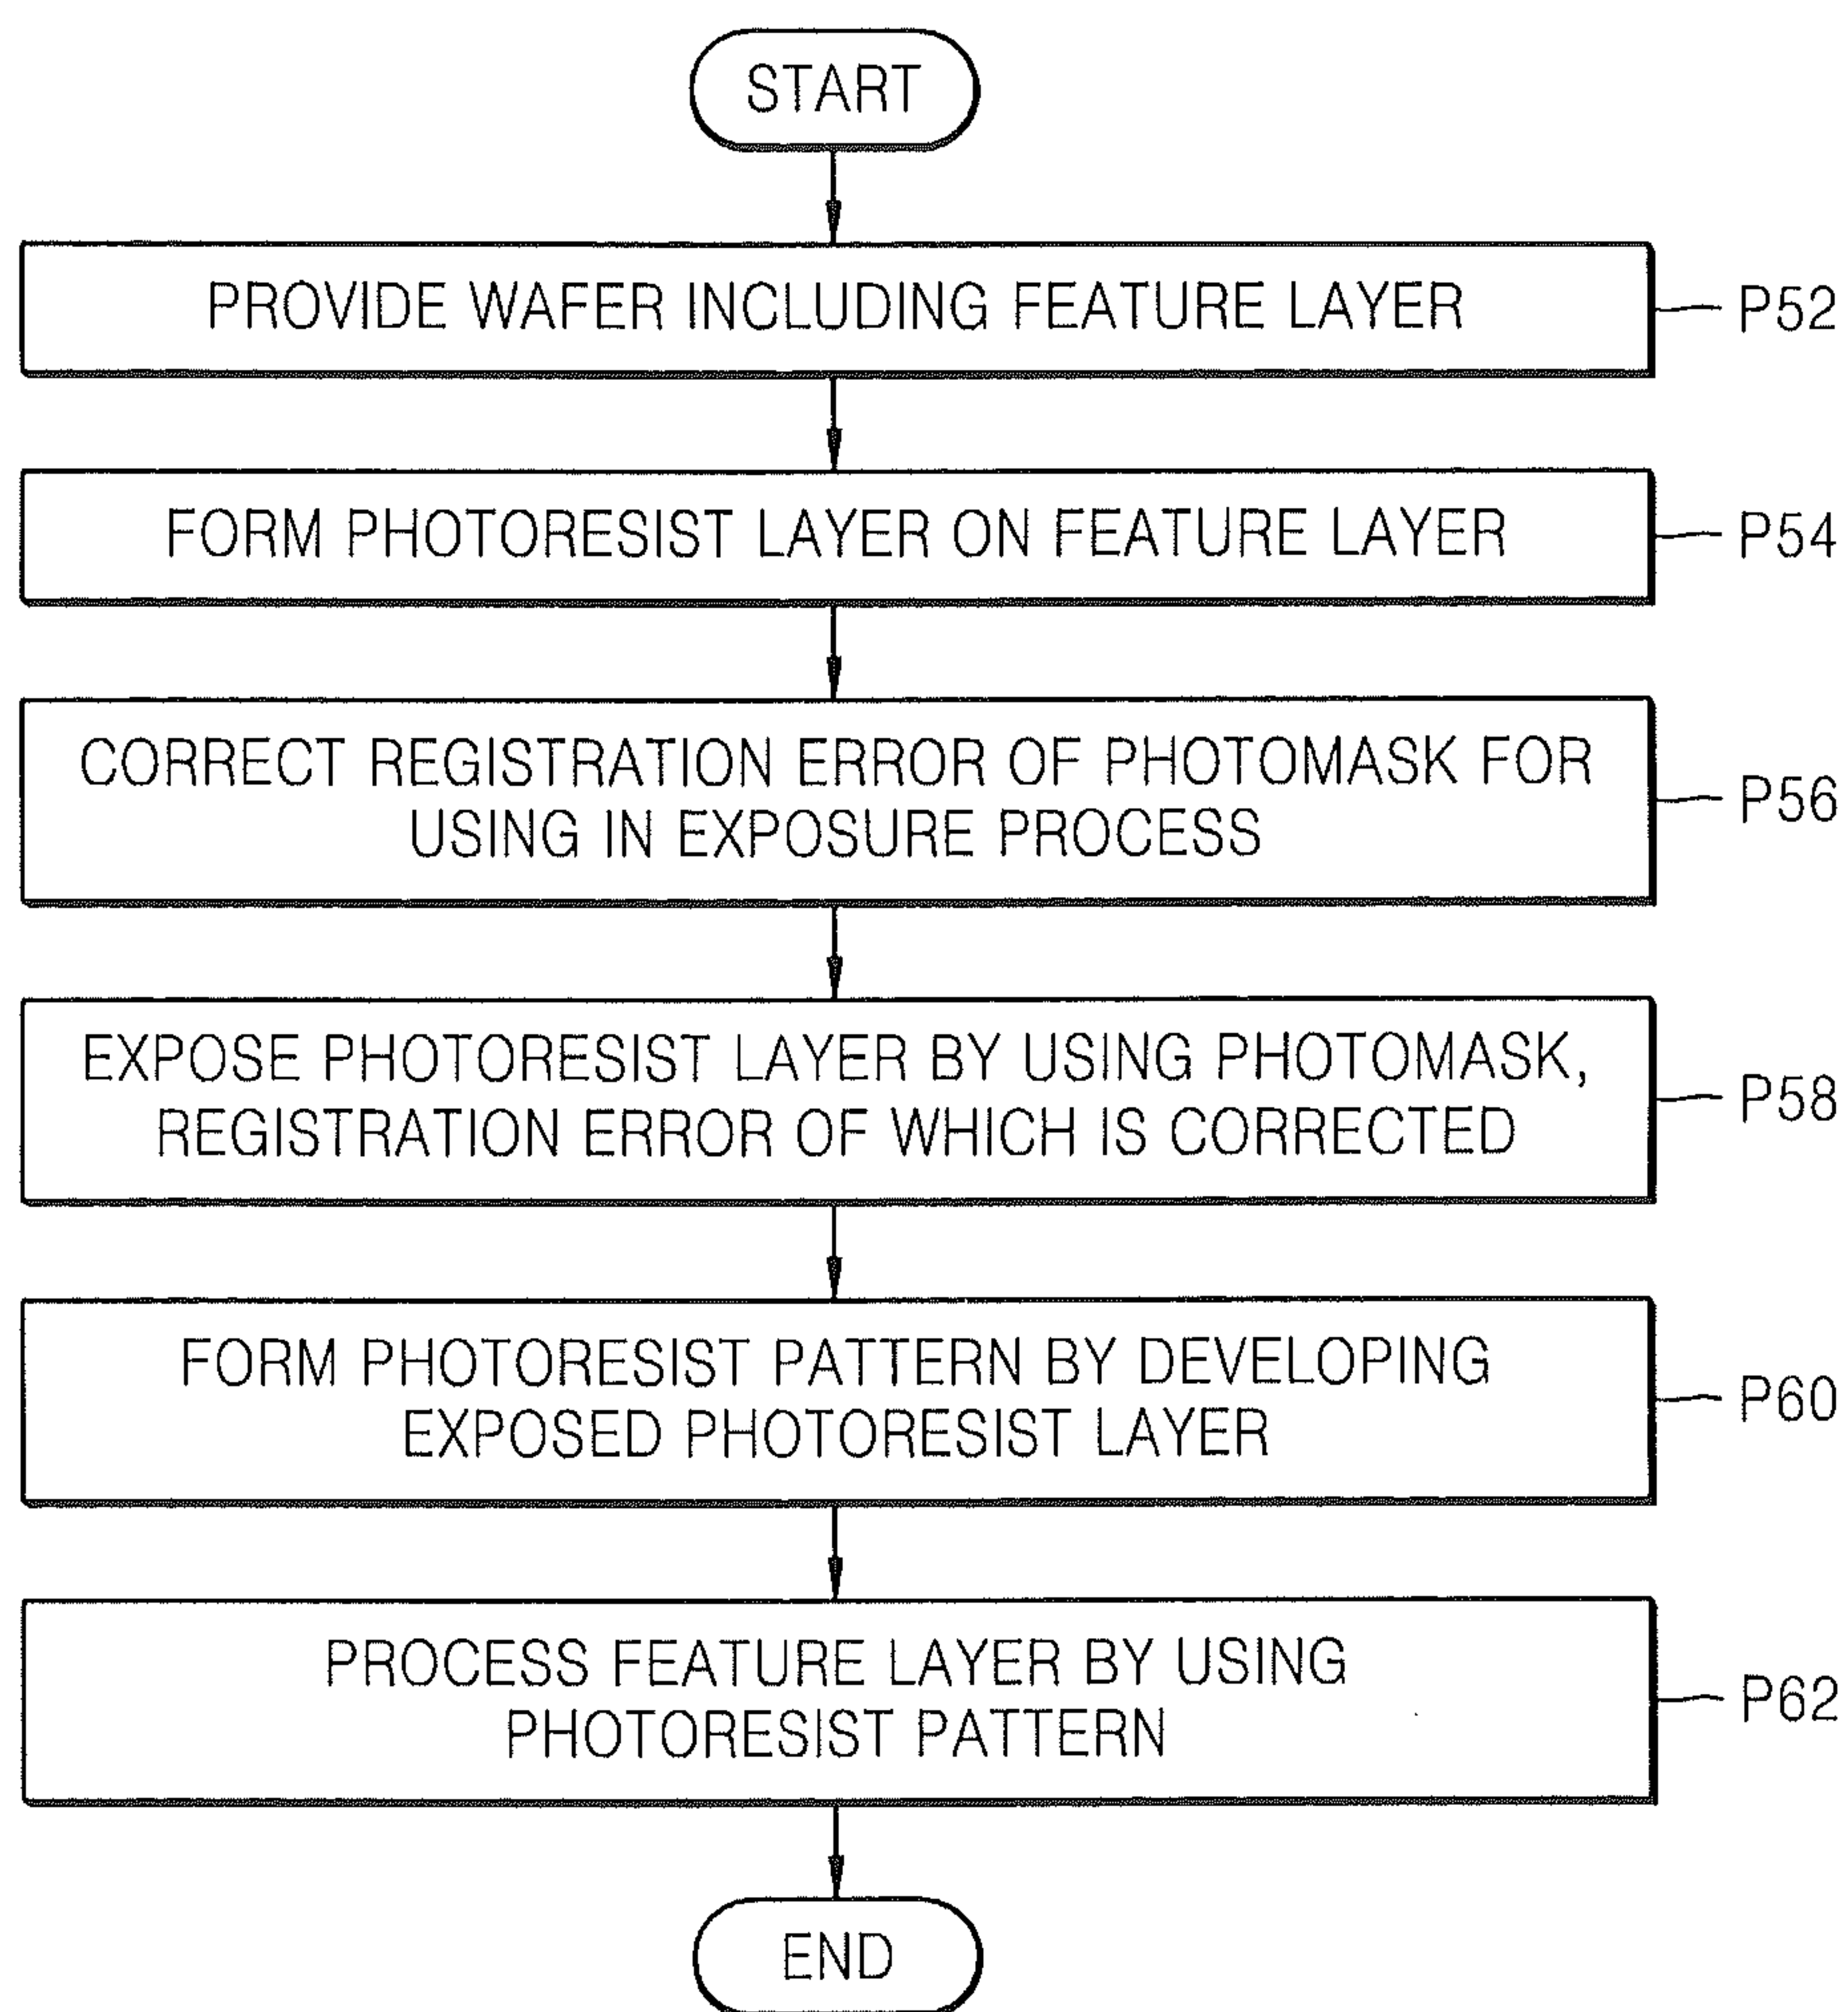 START
PROVIDE WAFER INCLUDING FEATURE LAYER
P52
FORM PHOTORESIST LAYER ON FEATURE LAYER
P54
CORRECT REGISTRATION ERROR OF PHOTOMASK FOR
USING IN EXPOSURE PROCESS
P56
EXPOSE PHOTORESIST LAYER BY USING PHOTOMASK,
REGISTRATION ERROR OF WHICH IS CORRECTED
P58
FORM PHOTORESIST PATTERN BY DEVELOPING
EXPOSED PHOTORESIST LAYER
P60
PROCESS FEATURE LAYER BY USING
PHOTORESIST PATTERN
P62
END